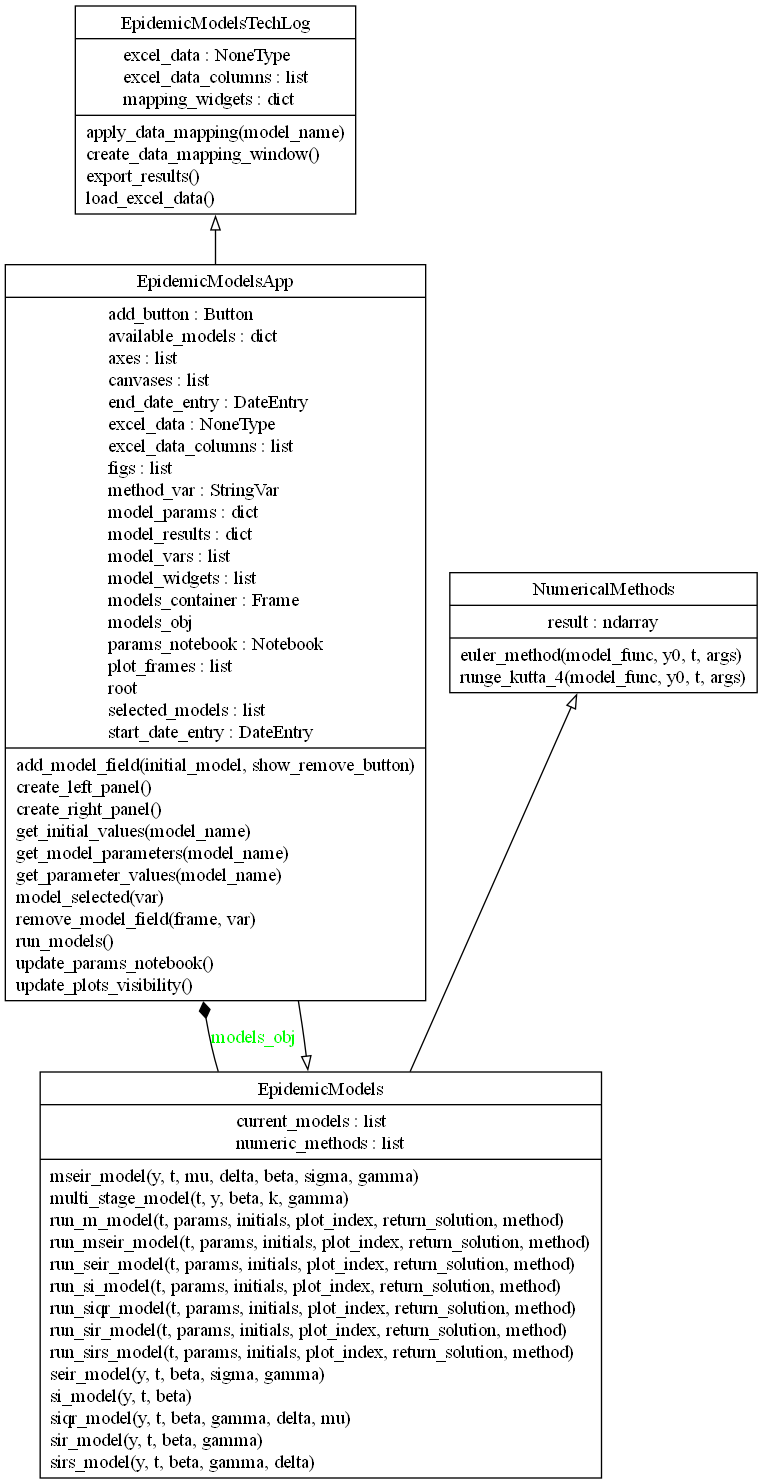 EpidemicModelsTechLog
excel_data : NoneType
excel_data_columns : list
mapping_widgets : dict
apply_data_mapping(model_name)
create_data_mapping_window()
export_results()
load_excel_data()
EpidemicModelsApp
add_button : Button
available_models : dict
axes : list
canvases : list
end_date_entry : DateEntry
excel_data : NoneType
excel_data_columns : list
figs : list
method_var : StringVar
model_params : dict
model_results : dict
model_vars : list
model_widgets : list
models_container : Frame
models_obj
params_notebook : Notebook
plot_frames : list
root
selected_models : list
start_date_entry : DateEntry
add_model_field(initial_model, show_remove_button)
create_left_panel()
create_right_panel()
get_initial_values(model_name)
get_model_parameters(model_name)
get_parameter_values(model_name)
model_selected(var)
remove_model_field(frame, var)
run_models()
update_params_notebook()
update_plots_visibility()
NumericalMethods
result : ndarray
euler_method(model_func, y0, t, args)
runge_kutta_4(model_func, y0, t, args)
models_obj
EpidemicModels
current_models : list
numeric_methods : list
mseir_model(y, t, mu, delta, beta, sigma, gamma)
multi_stage_model(t, y, beta, k, gamma)
run_m_model(t, params, initials, plot_index, return_solution, method)
run_mseir_model(t, params, initials, plot_index, return_solution, method)
run_seir_model(t, params, initials, plot_index, return_solution, method)
run_si_model(t, params, initials, plot_index, return_solution, method)
run_siqr_model(t, params, initials, plot_index, return_solution, method)
run_sir_model(t, params, initials, plot_index, return_solution, method)
run_sirs_model(t, params, initials, plot_index, return_solution, method)
seir_model(y, t, beta, sigma, gamma)
si_model(y, t, beta)
siqr_model(y, t, beta, gamma, delta, mu)
sir_model(y, t, beta, gamma)
sirs_model(y, t, beta, gamma, delta)